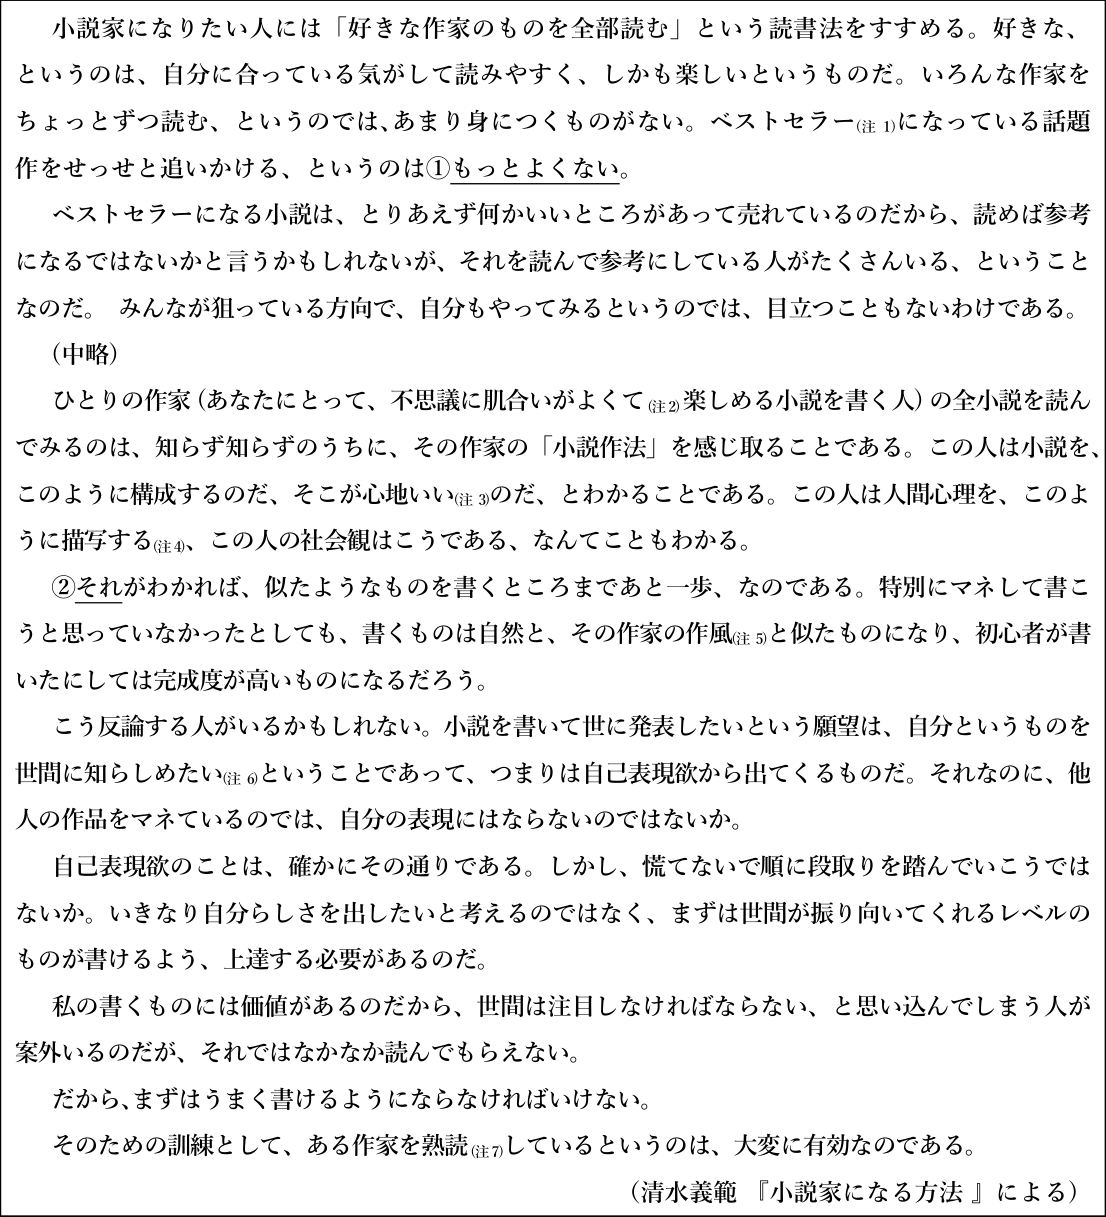 小説家になりたい人には「好きな作家のものを全部読む」という読書法をすすめる。好きな、
というのは、自分に合っている気がして読みやすく、しかも楽しいというものだ。いろんな作家を
ちょっとずつ読む、というのでは、あまり身につくものがない。ベストセラー(注 1)になっている話題
作をせっせと追いかける、というのは①もっとよくない。
ベストセラーになる小説は、とりあえず何かいいところがあって売れているのだから、読めば参考
になるではないかと言うかもしれないが、それを読んで参考にしている人がたくさんいる、ということ
なのだ。 みんなが狙っている方向で、自分もやってみるというのでは、目立つこともないわけである。
（中略）
ひとりの作家（あなたにとって、不思議に肌合いがよくて(注2)楽しめる小説を書く人）の全小説を読ん
でみるのは、知らず知らずのうちに、その作家の「小説作法」を感じ取ることである。この人は小説を、
このように構成するのだ、そこが心地いい(注 3)のだ、とわかることである。この人は人間心理を、このよ
うに描写する(注4)、この人の社会観はこうである、なんてこともわかる。
②それがわかれば、似たようなものを書くところまであと一歩、なのである。特別にマネして書こ
うと思っていなかったとしても、書くものは自然と、その作家の作風(注 5)と似たものになり、初心者が書
いたにしては完成度が高いものになるだろう。
こう反論する人がいるかもしれない。小説を書いて世に発表したいという願望は、自分というものを
世間に知らしめたい(注 6)ということであって、つまりは自己表現欲から出てくるものだ。それなのに、他
人の作品をマネているのでは、自分の表現にはならないのではないか。
自己表現欲のことは、確かにその通りである。しかし、慌てないで順に段取りを踏んでいこうでは
ないか。いきなり自分らしさを出したいと考えるのではなく、まずは世間が振り向いてくれるレベルの
ものが書けるよう、上達する必要があるのだ。
私の書くものには価値があるのだから、世間は注目しなければならない、と思い込んでしまう人が
案外いるのだが、それではなかなか読んでもらえない。
だから、まずはうまく書けるようにならなければいけない。
そのための訓練として、ある作家を熟読(注7)しているというのは、大変に有効なのである。
（清水義範 『小説家になる方法 』による）